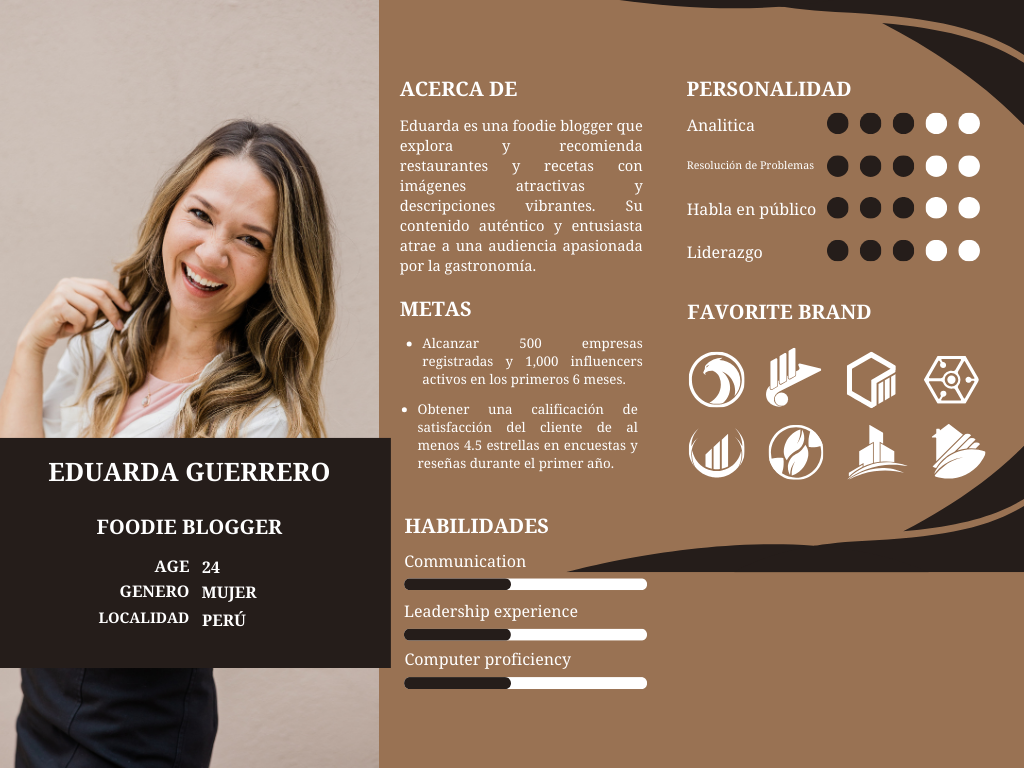 EDUARDA GUERRERO
FOODIE BLOGGER
AGE 24
GENERO MUJER
LOCALIDAD PERÚ
ACERCA DE
Eduarda es una foodie blogger que
explora y recomienda
restaurantes y recetas con
imágenes atractivas y
descripciones vibrantes. Su
contenido auténtico y entusiasta
atrae a una audiencia apasionada
por la gastronomía.
METAS
• Alcanzar 500 empresas
registradas y 1,000 influencers
activos en los primeros 6 meses.
• Obtener una calificación de
satisfacción del cliente de al
menos 4.5 estrellas en encuestas y
reseñas durante el primer año.
HABILIDADES
Communication
Leadership experience
Computer proficiency
PERSONALIDAD
Analitica
Resolución de Problemas
Habla en público
Liderazgo
FAVORITE BRAND